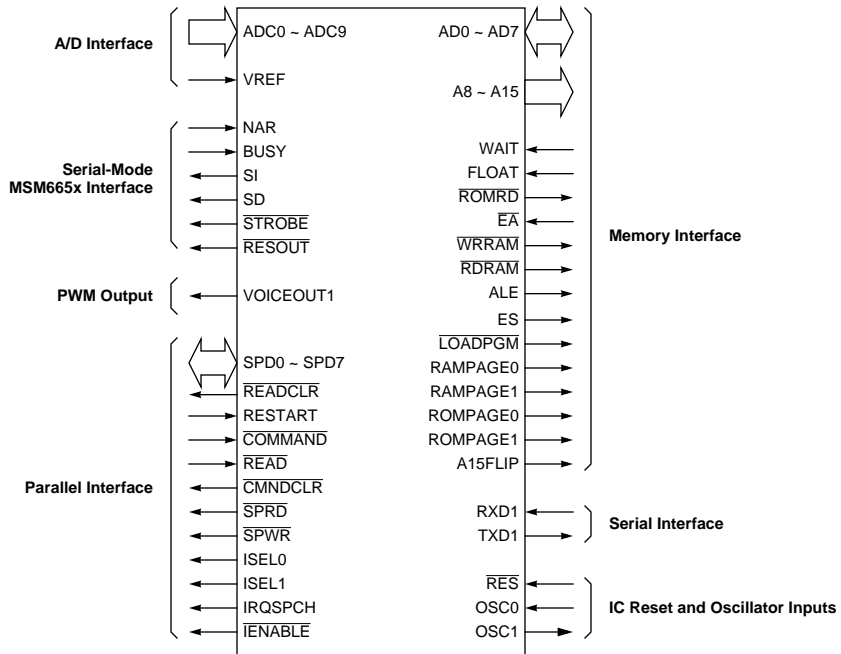 A/D Interface
ADC0 ~ ADC9
VREF
Serial-Mode
MSM665x Interface
NAR
BUSY
SI
SD
STROBE
RESOUT
PWM Output
VOICEOUT1
Parallel Interface
SPD0 ~ SPD7
READCLR
RESTART
COMMAND
READ
CMNDCLR
SPRD
SPWR
ISEL0
ISEL1
IRQSPCH
IENABLE
AD0 ~ AD7
A8 ~ A15
WAIT
FLOAT
ROMRD
EA
WRRAM
RDRAM
ALE
ES
LOADPGM
RAMPAGE0
RAMPAGE1
ROMPAGE0
ROMPAGE1
A15FLIP
Memory Interface
RXD1
TXD1
Serial Interface
RES
OSC0
OSC1
IC Reset and Oscillator Inputs